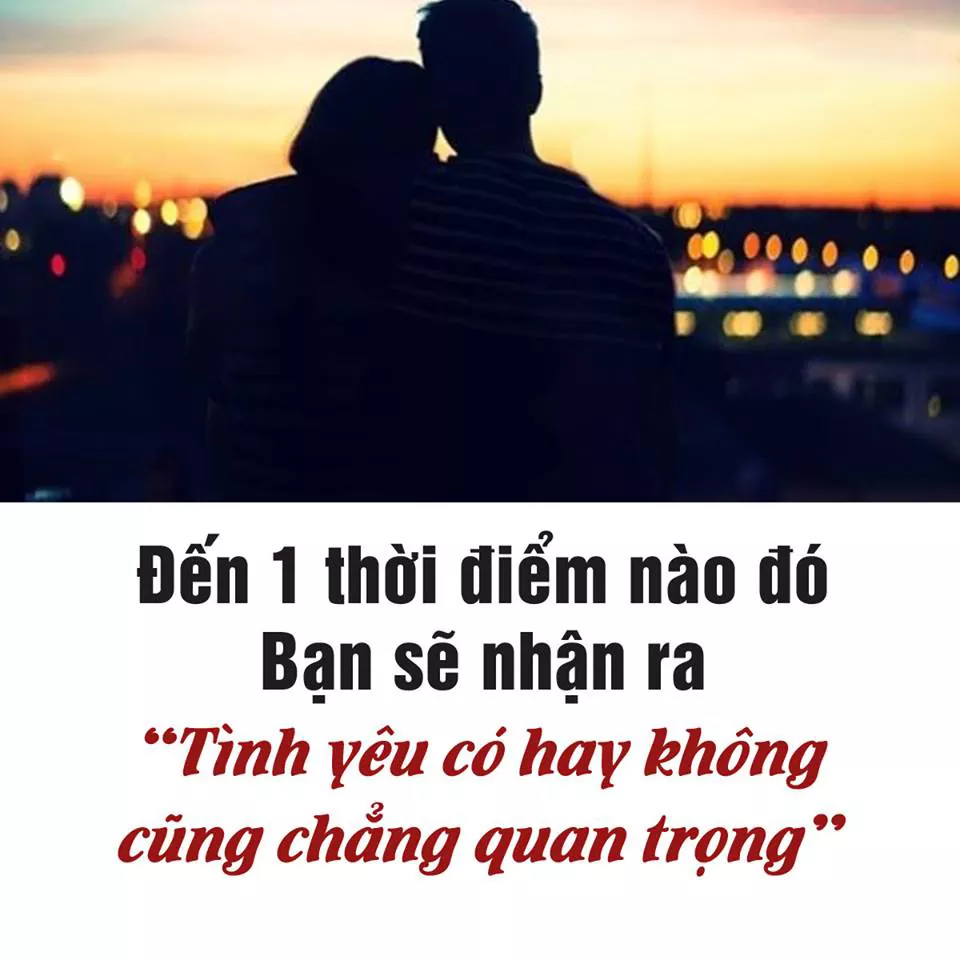 Đến 1 thời điểm nào đó
Bạn sẽ nhận ra
“Tình yêu có hay không
cũng chẳng quan trọng”